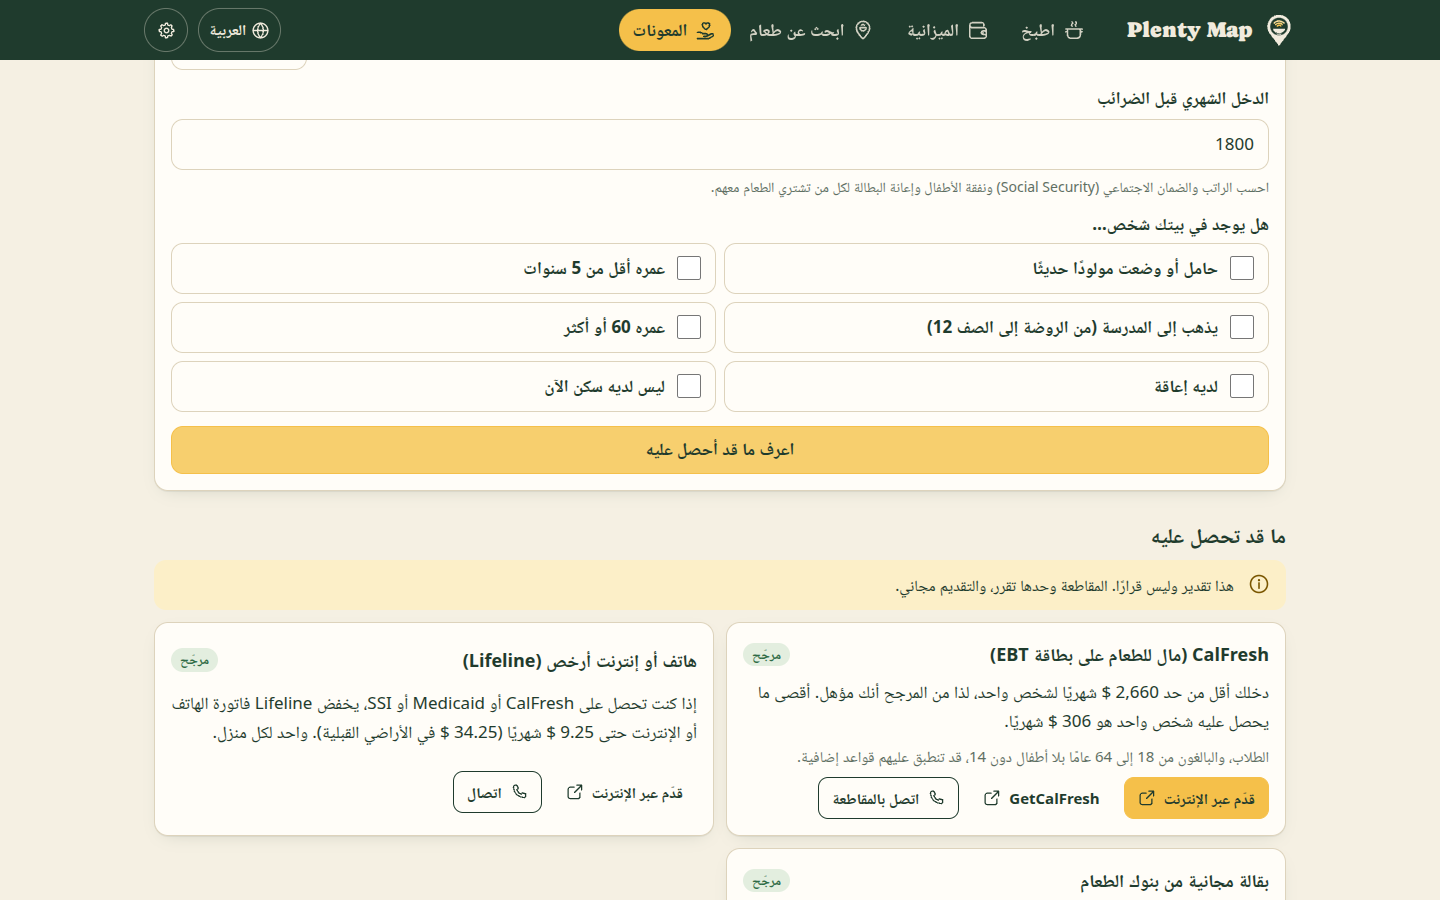 Plenty Map
اطبخ
الميزانية
ابحث عن طعام
المعونات
العربية
الدخل الشهري قبل الضرائب
1800
احسب الراتب والضمان الاجتماعي (Social Security) ونفقة الأطفال وإعانة البطالة لكل من تشتري الطعام معهم.
هل يوجد في بيتك شخص...
حامل أو وضعت مولودًا حديثًا
عمره أقل من 5 سنوات
يذهب إلى المدرسة (من الروضة إلى الصف 12)
عمره 60 أو أكثر
لديه إعاقة
ليس لديه سكن الآن
اعرف ما قد أحصل عليه
ما قد تحصل عليه
هذا تقدير وليس قرارًا. المقاطعة وحدها تقرر، والتقديم مجاني.
CalFresh (مال للطعام على بطاقة EBT)
مرجّح
دخلك أقل من حد 2,660 $ شهريًا لشخص واحد، لذا من المرجح أنك مؤهل. أقصى ما
يحصل عليه شخص واحد هو 306 $ شهريًا.
الطلاب، والبالغون من 18 إلى 64 عامًا بلا أطفال دون 14، قد تنطبق عليهم قواعد إضافية.
قدّم عبر الإنترنت
GetCalFresh
اتصل بالمقاطعة
هاتف أو إنترنت أرخص (Lifeline)
مرجّح
إذا كنت تحصل على CalFresh أو Medicaid أو SSI، يخفض Lifeline فاتورة الهاتف
أو الإنترنت حتى 9.25 $ شهريًا (34.25 $ في الأراضي القبلية). واحد لكل منزل.
قدّم عبر الإنترنت
اتصال
بقالة مجانية من بنوك الطعام
مرجّح